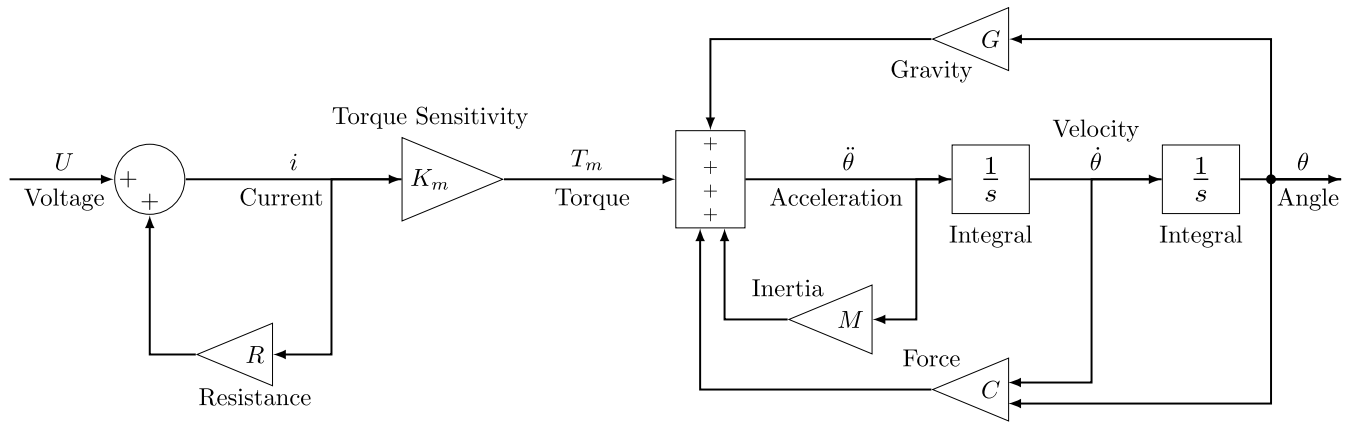 G
Gravity
Torque Sensitivity
Velocity
U
i
T_m
θ̈
θ̇
θ
+
+
K_m
+
+
+
+
1
s
1
s
Voltage
Current
Torque
Acceleration
Angle
Integral
Integral
Inertia
M
R
Resistance
Force
C